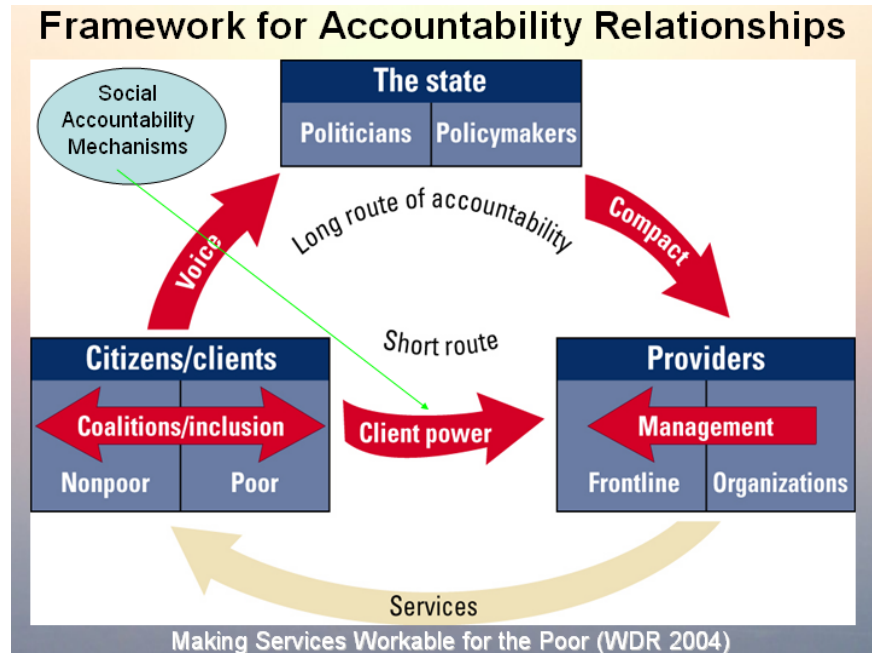 Framework for Accountability Relationships
Social
Accountability
Mechanisms
The state
Politicians
Policymakers
Long route of accountability
Voice
Compact
Short route
Citizens/clients
Coalitions/inclusion
Nonpoor
Poor
Client power
Providers
Management
Frontline
Organizations
Services
Making Services Workable for the Poor (WDR 2004)